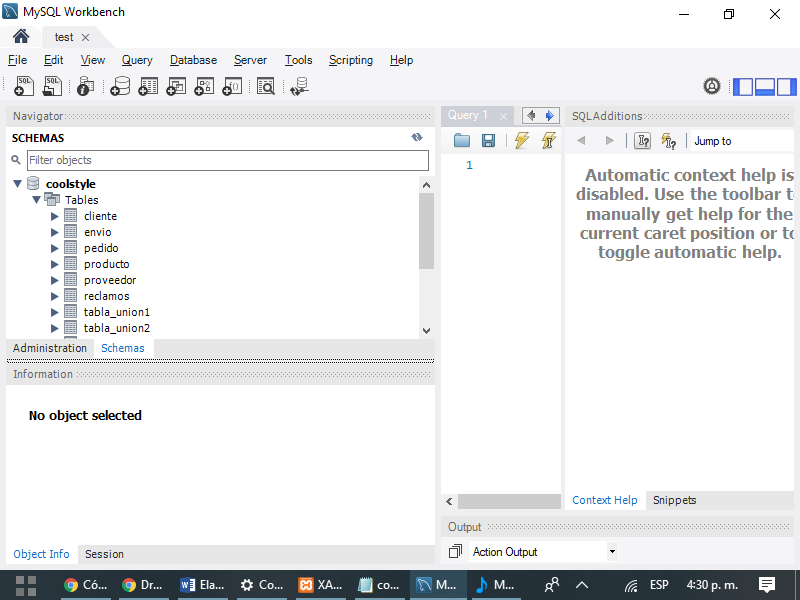 MySQL Workbench
test
File Edit View Query Database Server Tools Scripting Help
Navigator
SCHEMAS
Filter objects
coolstyle
Tables
cliente
envio
pedido
producto
proveedor
reclamos
tabla_union1
tabla_union2
Administration Schemas
Information
No object selected
Object Info Session
Query 1
1
SQLAdditions
Jump to
Automatic context help is
disabled. Use the toolbar t
manually get help for the
current caret position or to
toggle automatic help.
Context Help Snippets
Output
Action Output
Có... Dr... Ela... Co... XA... co... M... M... ESP 4:30 p. m.